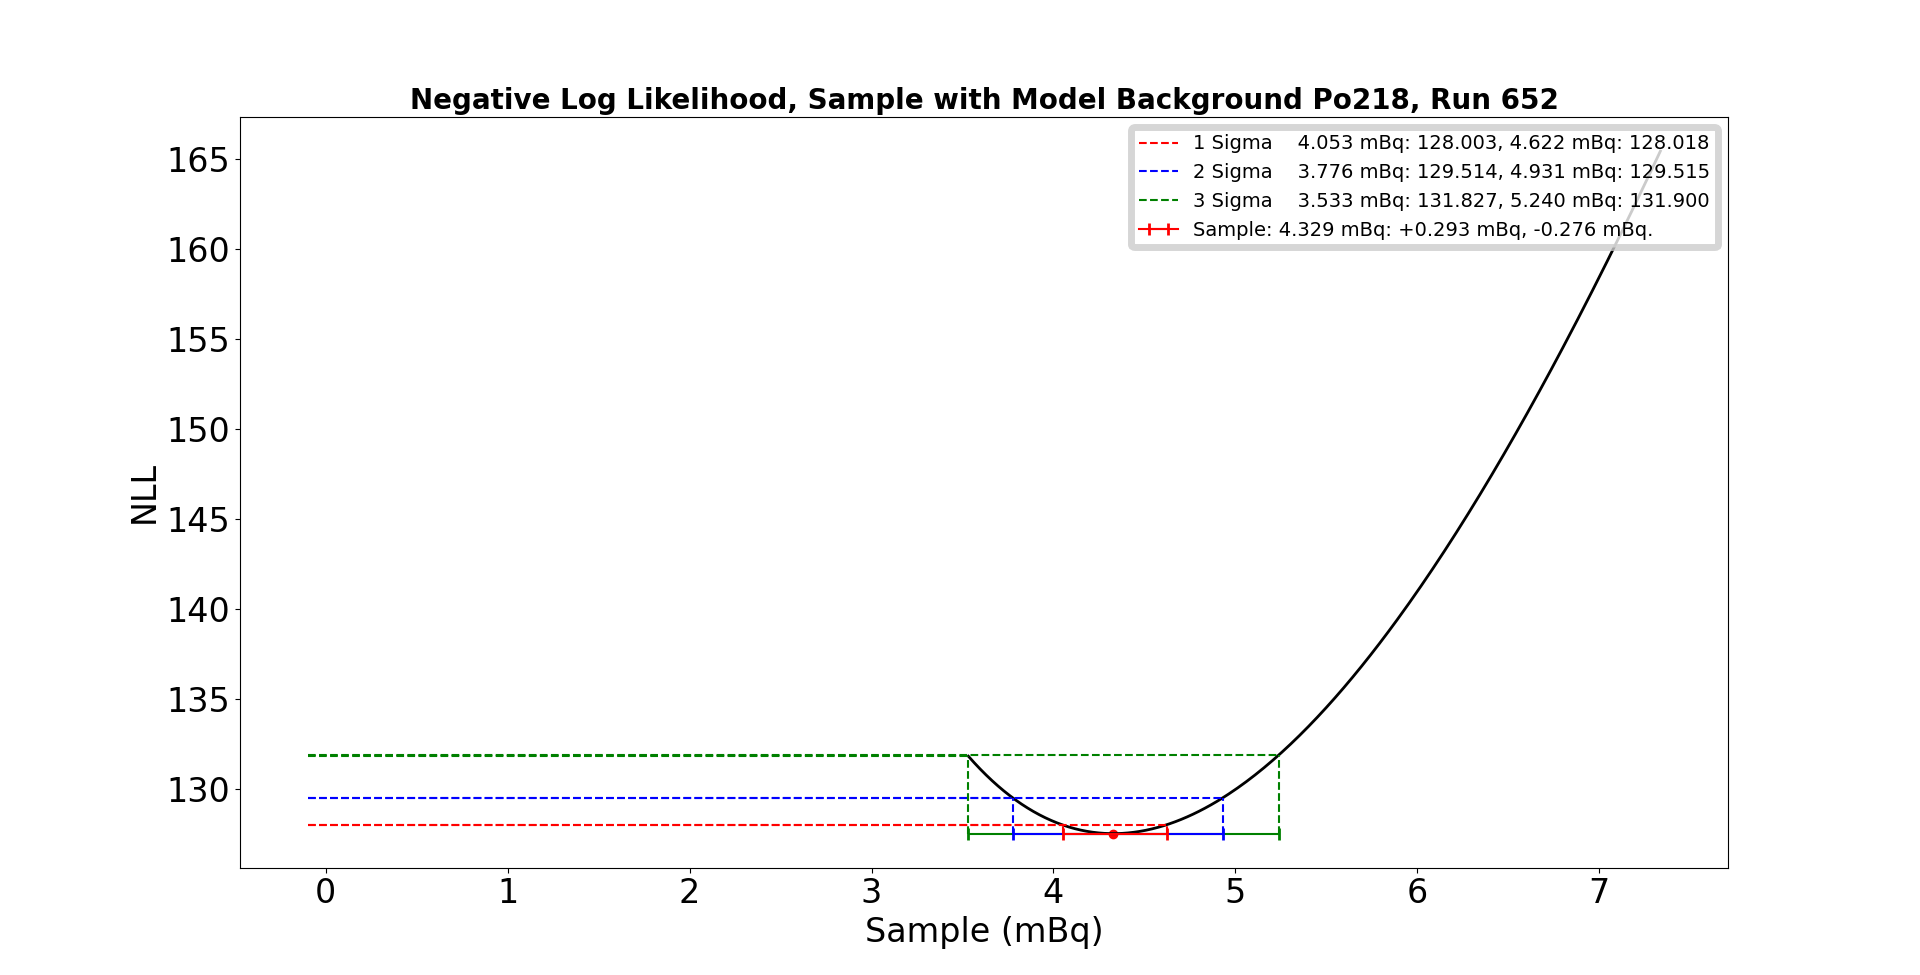 Negative Log Likelihood, Sample with Model Background Po218, Run 652
1 Sigma 4.053 mBq: 128.003, 4.622 mBq: 128.018
2 Sigma 3.776 mBq: 129.514, 4.931 mBq: 129.515
3 Sigma 3.533 mBq: 131.827, 5.240 mBq: 131.900
Sample: 4.329 mBq: +0.293 mBq, -0.276 mBq.
165
160
155
150
145
140
135
130
NLL
0 1 2 3 4 5 6 7
Sample (mBq)